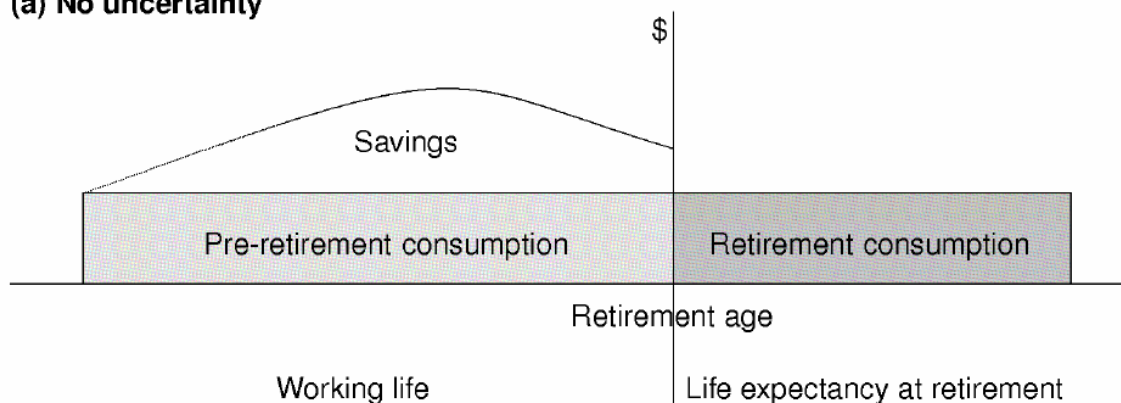 (a) No uncertainty
$
Savings
Pre-retirement consumption
Retirement consumption
Retirement age
Working life
Life expectancy at retirement